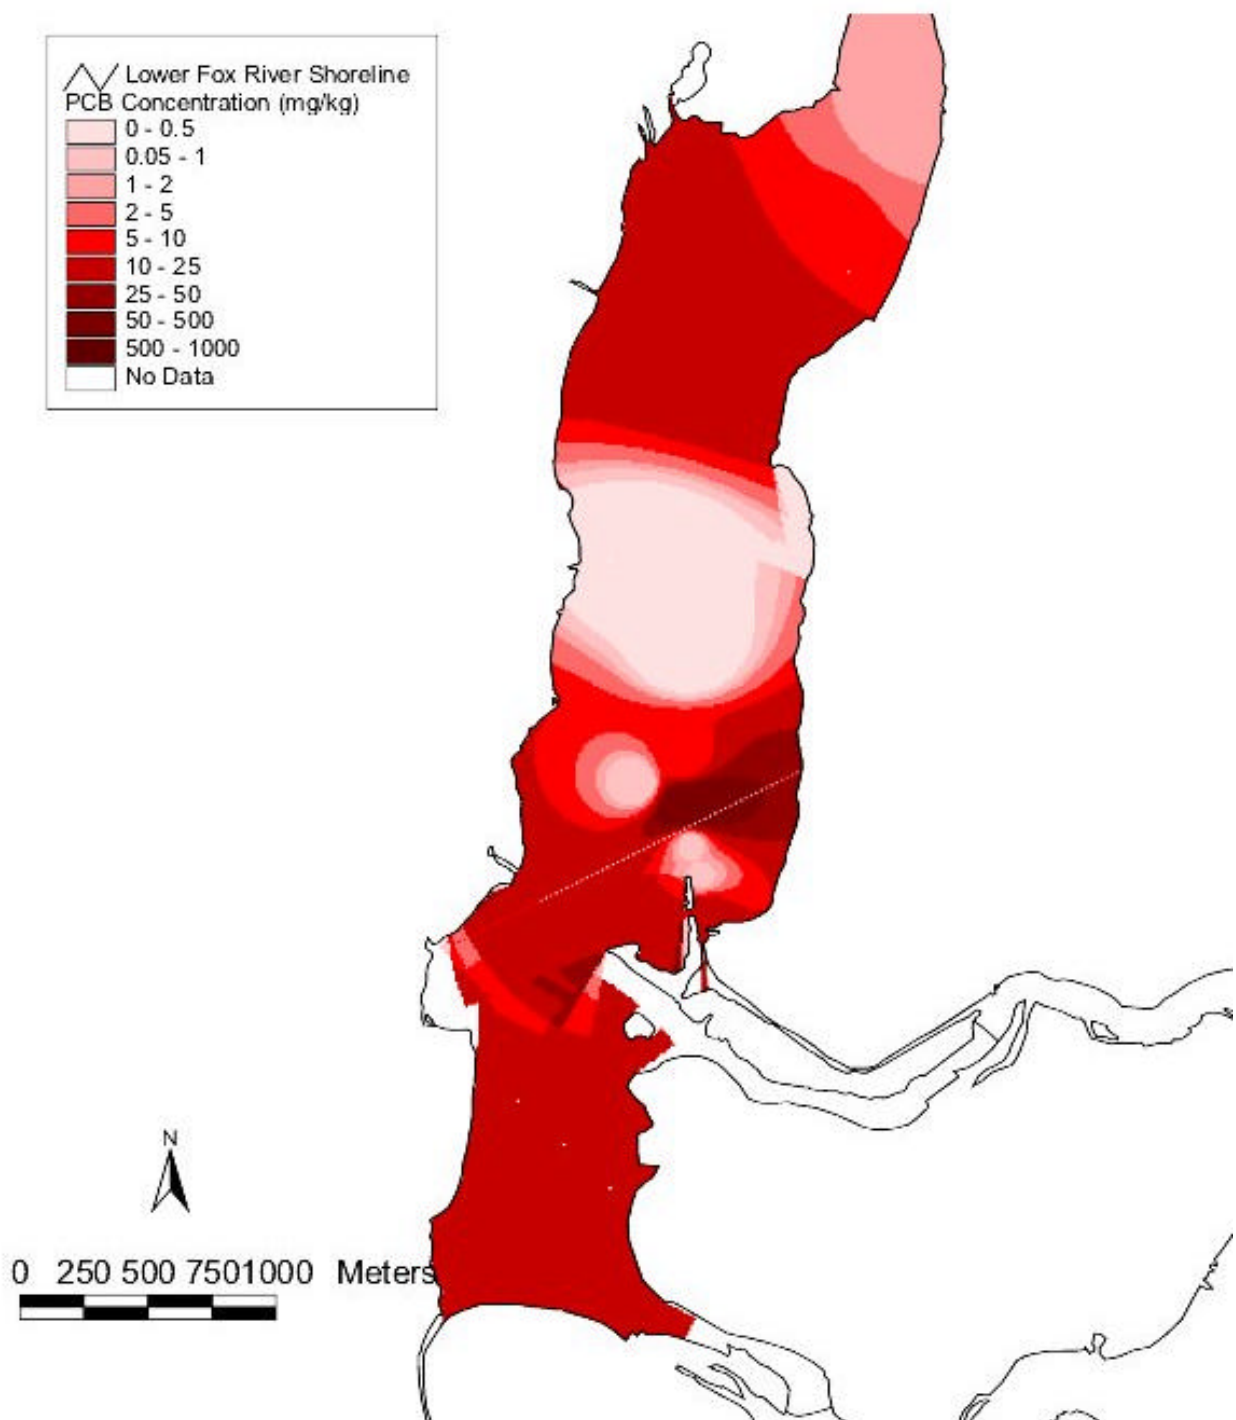 Lower Fox River Shoreline
PCB Concentration (mg/kg)
0 - 0.5
0.05 - 1
1 - 2
2 - 5
5 - 10
10 - 25
25 - 50
50 - 500
500 - 1000
No Data
N
0 250 500 7501000 Meters